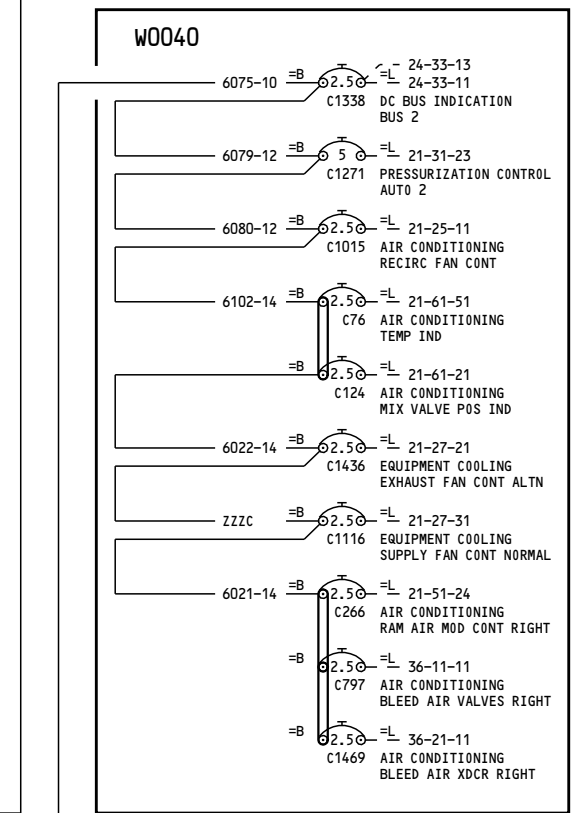 W0040
24-33-13
6075-10 =B 2.5 =L 24-33-11
C1338 DC BUS INDICATION
BUS 2
6079-12 =B 5 =L 21-31-23
C1271 PRESSURIZATION CONTROL
AUTO 2
6080-12 =B 2.5 =L 21-25-11
C1015 AIR CONDITIONING
RECIRC FAN CONT
6102-14 =B 2.5 =L 21-61-51
C76 AIR CONDITIONING
TEMP IND
=B 2.5 =L 21-61-21
C124 AIR CONDITIONING
MIX VALVE POS IND
6022-14 =B 2.5 =L 21-27-21
C1436 EQUIPMENT COOLING
EXHAUST FAN CONT ALTN
ZZZC =B 2.5 =L 21-27-31
C1116 EQUIPMENT COOLING
SUPPLY FAN CONT NORMAL
6021-14 =B 2.5 =L 21-51-24
C266 AIR CONDITIONING
RAM AIR MOD CONT RIGHT
=B 2.5 =L 36-11-11
C797 AIR CONDITIONING
BLEED AIR VALVES RIGHT
=B 2.5 =L 36-21-11
C1469 AIR CONDITIONING
BLEED AIR XDCR RIGHT